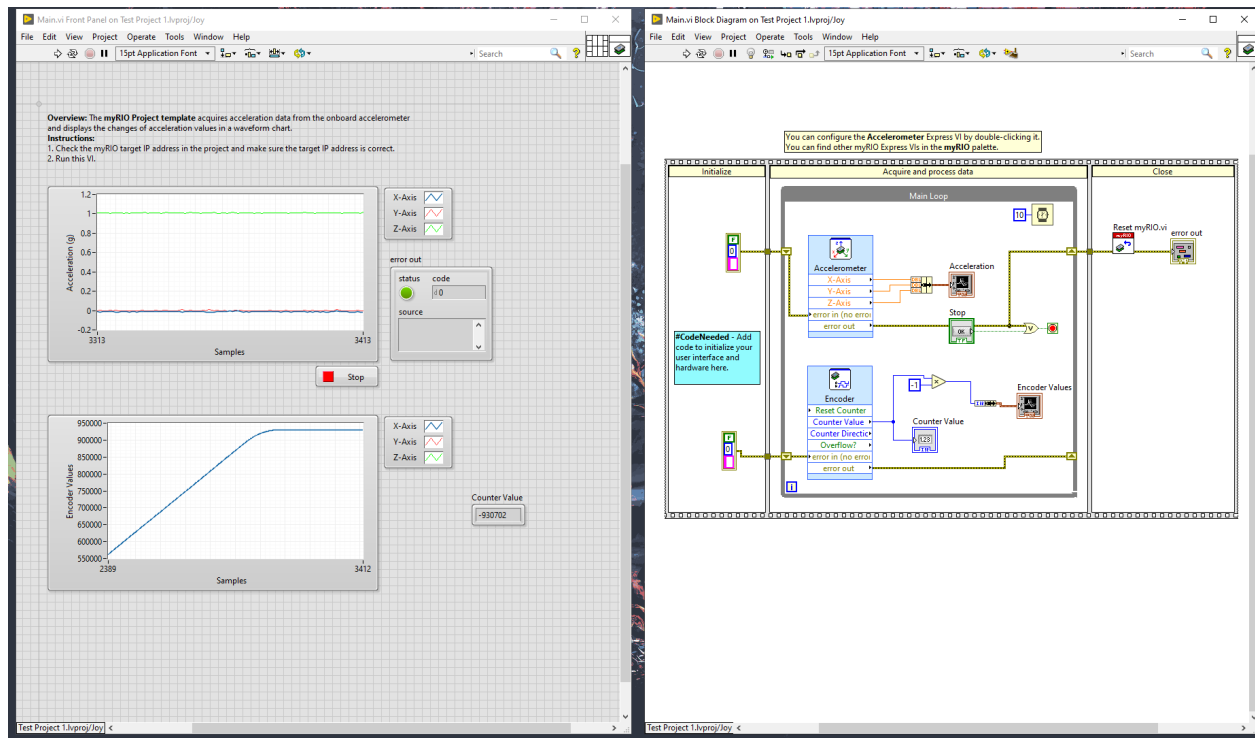 Main.vi Front Panel on Test Project 1.lvproj/Joy
File Edit View Project Operate Tools Window Help
15pt Application Font
Search
Overview: The myRIO Project template acquires acceleration data from the onboard accelerometer
and displays the changes of acceleration values in a waveform chart.
Instructions:
1. Check the myRIO target IP address in the project and make sure the target IP address is correct.
2. Run this VI.
1.2
1
0.8
0.6
0.4
0.2
0
-0.2
Acceleration (g)
3313
3413
Samples
X-Axis
Y-Axis
Z-Axis
error out
status
code
d 0
source
Stop
950000
900000
850000
800000
750000
700000
650000
600000
550000
Encoder Values
2389
3412
Samples
X-Axis
Y-Axis
Z-Axis
Counter Value
-930702
Test Project 1.lvproj/Joy
Main.vi Block Diagram on Test Project 1.lvproj/Joy
File Edit View Project Operate Tools Window Help
15pt Application Font
Search
You can configure the Accelerometer Express VI by double-clicking it.
You can find other myRIO Express VIs in the myRIO palette.
Initialize
Acquire and process data
Close
Main Loop
10
F
0
Accelerometer
X-Axis
Y-Axis
Z-Axis
error in (no erro
error out
Acceleration
Stop
OK
TF
Reset myRIO.vi
myRIO
error out
#CodeNeeded - Add
code to initialize your
user interface and
hardware here.
Encoder
Reset Counter
Counter Value
Counter Directic
Overflow?
error in (no erro
error out
-1
x
Encoder Values
Counter Value
1.23
F
0
i
Test Project 1.lvproj/Joy